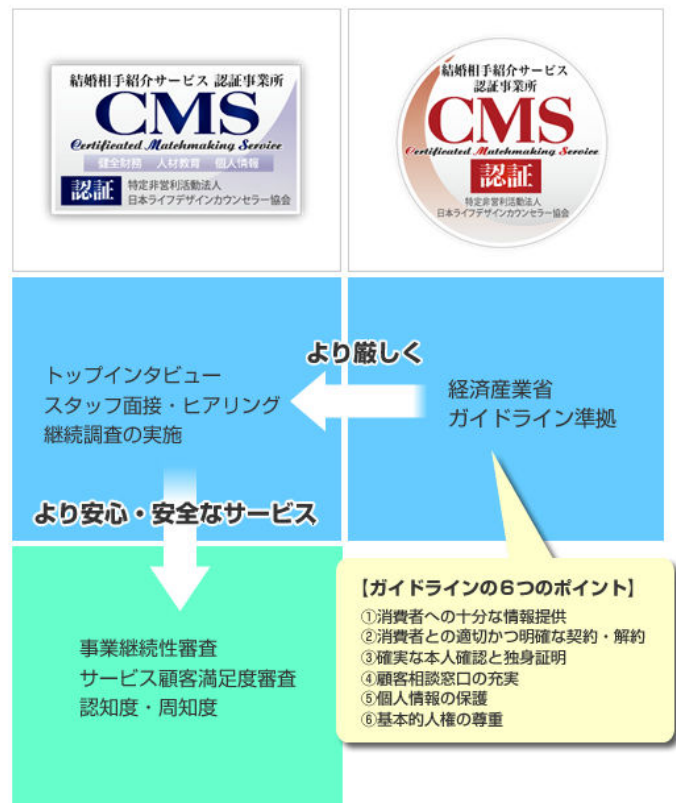 結婚相手紹介サービス 認証事業所
CMS
Certificated Matchmaking Service
健全財務 人材教育 個人情報
認証
特定非営利活動法人
日本ライフデザインカウンセラー協会
結婚相手紹介サービス
認証事業所
CMS
Certificated Matchmaking Service
認証
特定非営利活動法人
日本ライフデザインカウンセラー協会
より厳しく
トップインタビュー
スタッフ面接・ヒアリング
継続調査の実施
経済産業省
ガイドライン準拠
より安心・安全なサービス
事業継続性審査
サービス顧客満足度審査
認知度・周知度
【ガイドラインの6つのポイント】
①消費者への十分な情報提供
②消費者との適切かつ明確な契約・解約
③確実な本人確認と独身証明
④顧客相談窓口の充実
⑤個人情報の保護
⑥基本的人権の尊重